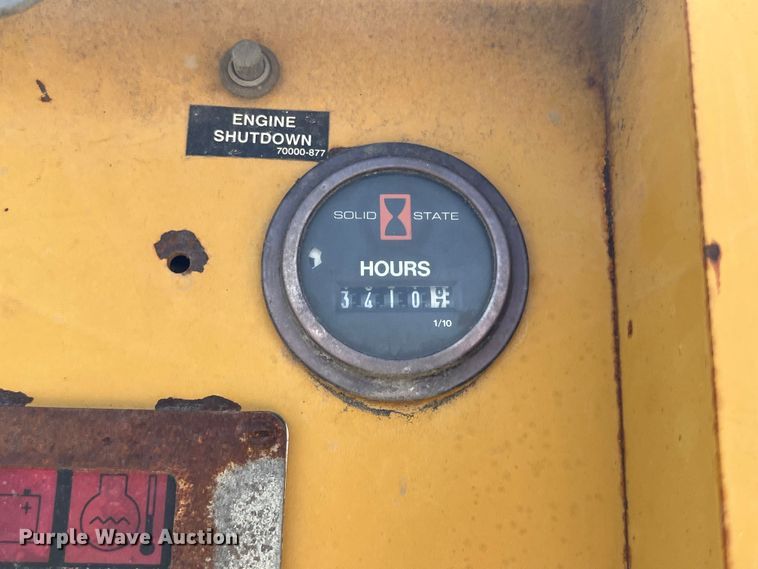 ENGINE
SHUTDOWN
70000-877
SOLID STATE
HOURS
3410
1/10
Purple Wave Auction